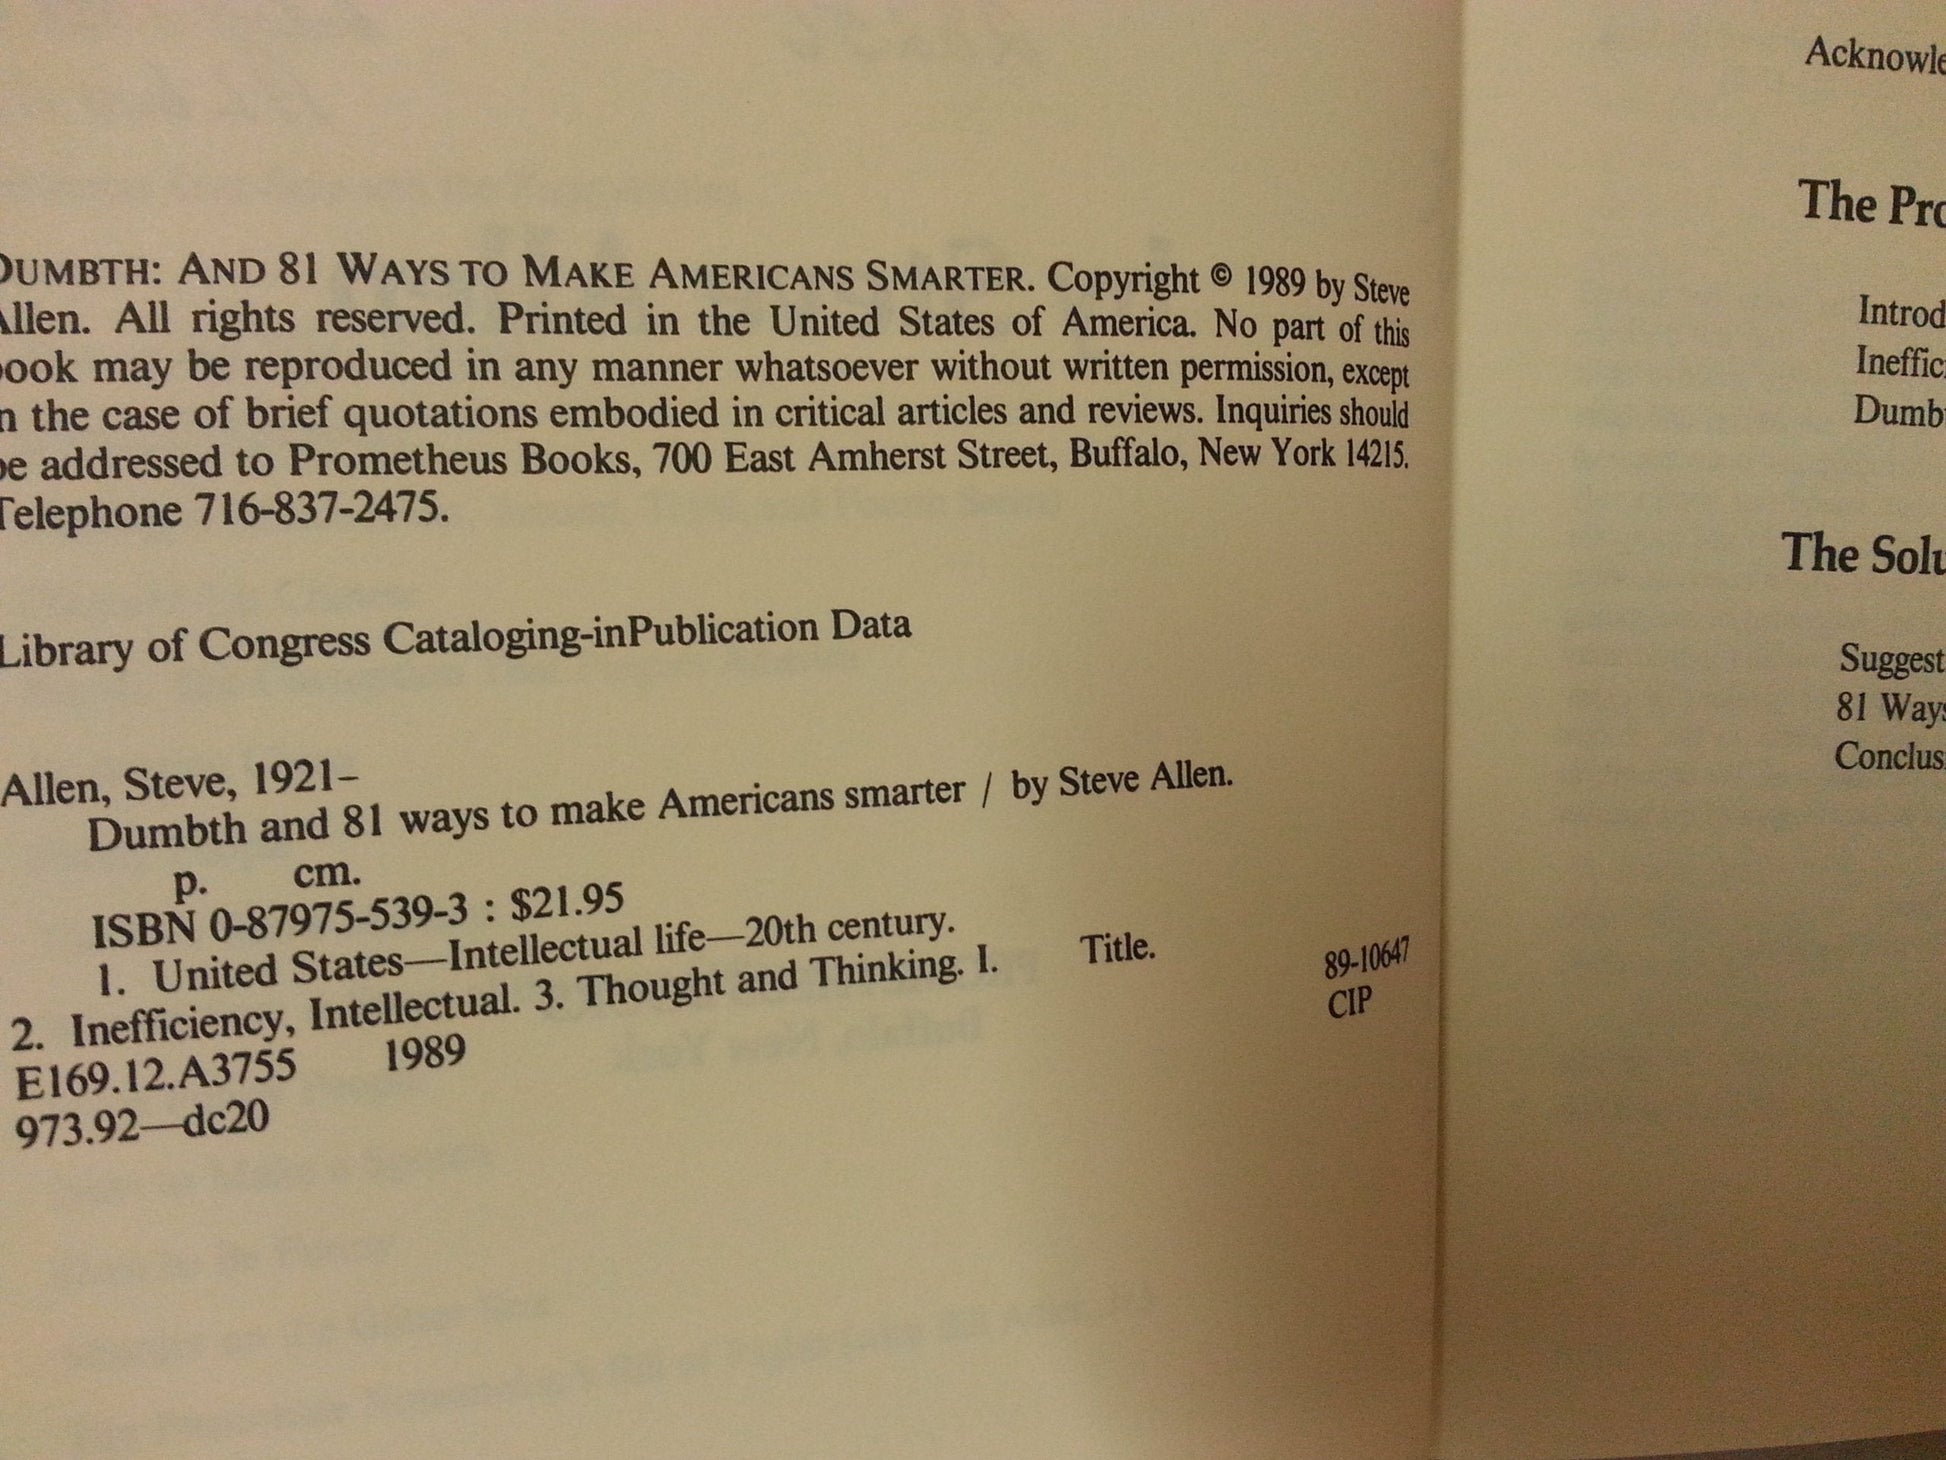 DUMBTH: AND 81 WAYS TO MAKE AMERICANS SMARTER. Copyright © 1989 by Steve
Allen. All rights reserved. Printed in the United States of America. No part of this
book may be reproduced in any manner whatsoever without written permission, except
in the case of brief quotations embodied in critical articles and reviews. Inquiries should
be addressed to Prometheus Books, 700 East Amherst Street, Buffalo, New York 14215.
Telephone 716-837-2475.
Library of Congress Cataloging-inPublication Data
Allen, Steve, 1921–
Dumbth and 81 ways to make Americans smarter / by Steve Allen.
p. cm.
ISBN 0-87975-539-3 : $21.95
1. United States—Intellectual life—20th century.
2. Inefficiency, Intellectual. 3. Thought and Thinking. I. Title.
E169.12.A3755 1989
973.92—dc20
89-10647
CIP
Acknowle
The Pro
Introd
Ineffic
Dumb
The Solu
Suggest
81 Ways
Conclus